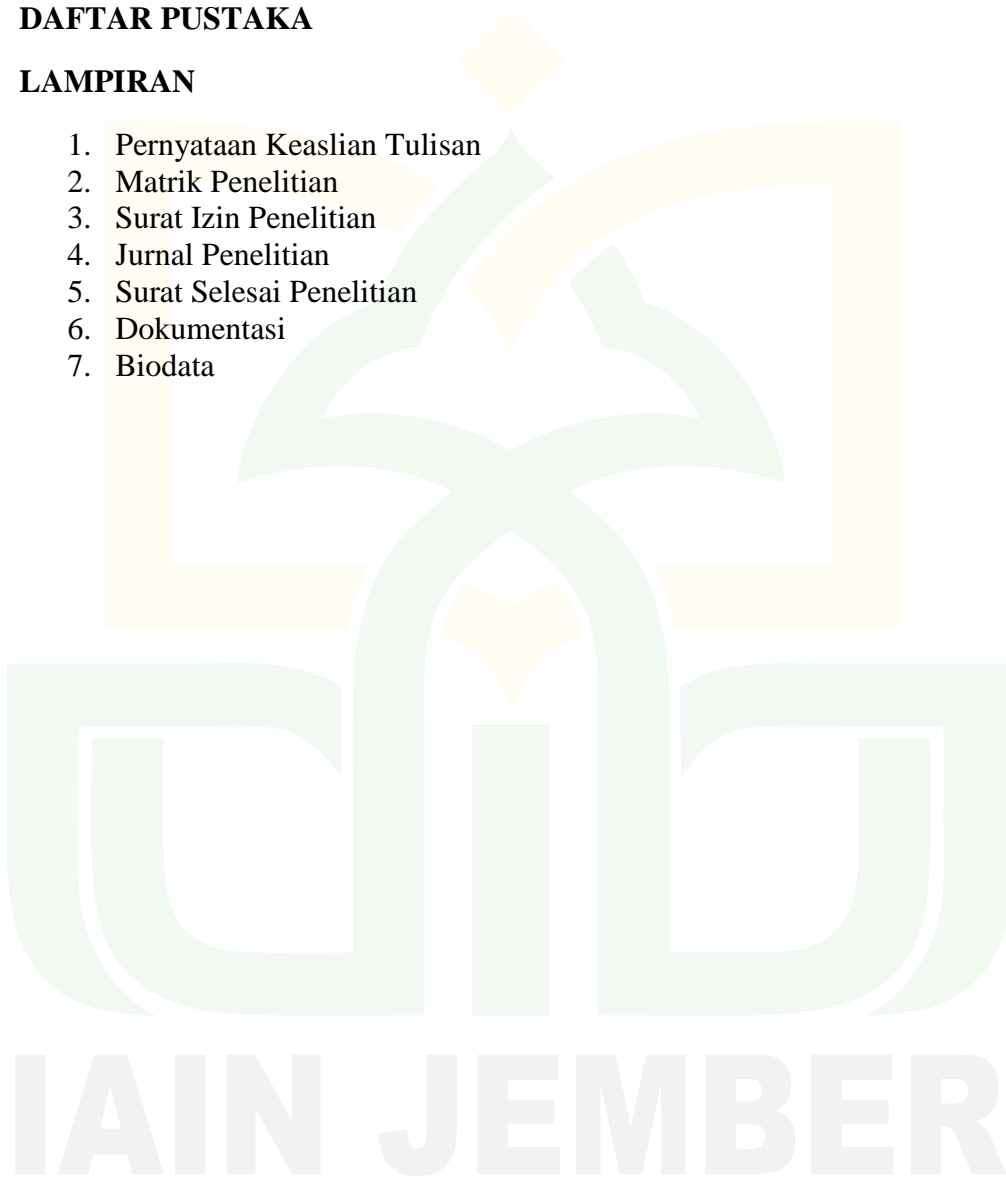 DAFTAR PUSTAKA
LAMPIRAN
1. Pernyataan Keaslian Tulisan
2. Matrik Penelitian
3. Surat Izin Penelitian
4. Jurnal Penelitian
5. Surat Selesai Penelitian
6. Dokumentasi
7. Biodata
IAIN JEMBER